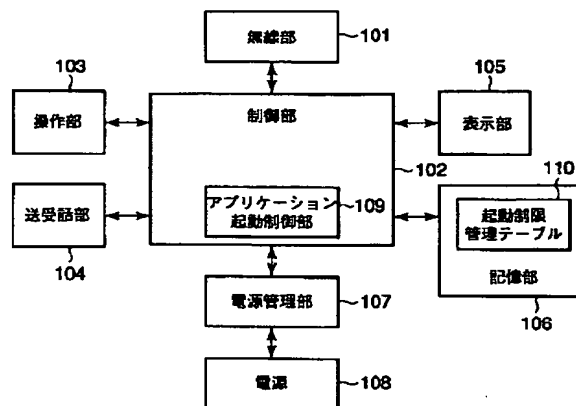 無線部
101
103
操作部
制御部
105
表示部
102
110
送受話部
104
アプリケーション
起動制御部
109
起動制限
管理テーブル
記憶部
106
電源管理部
107
電源
108